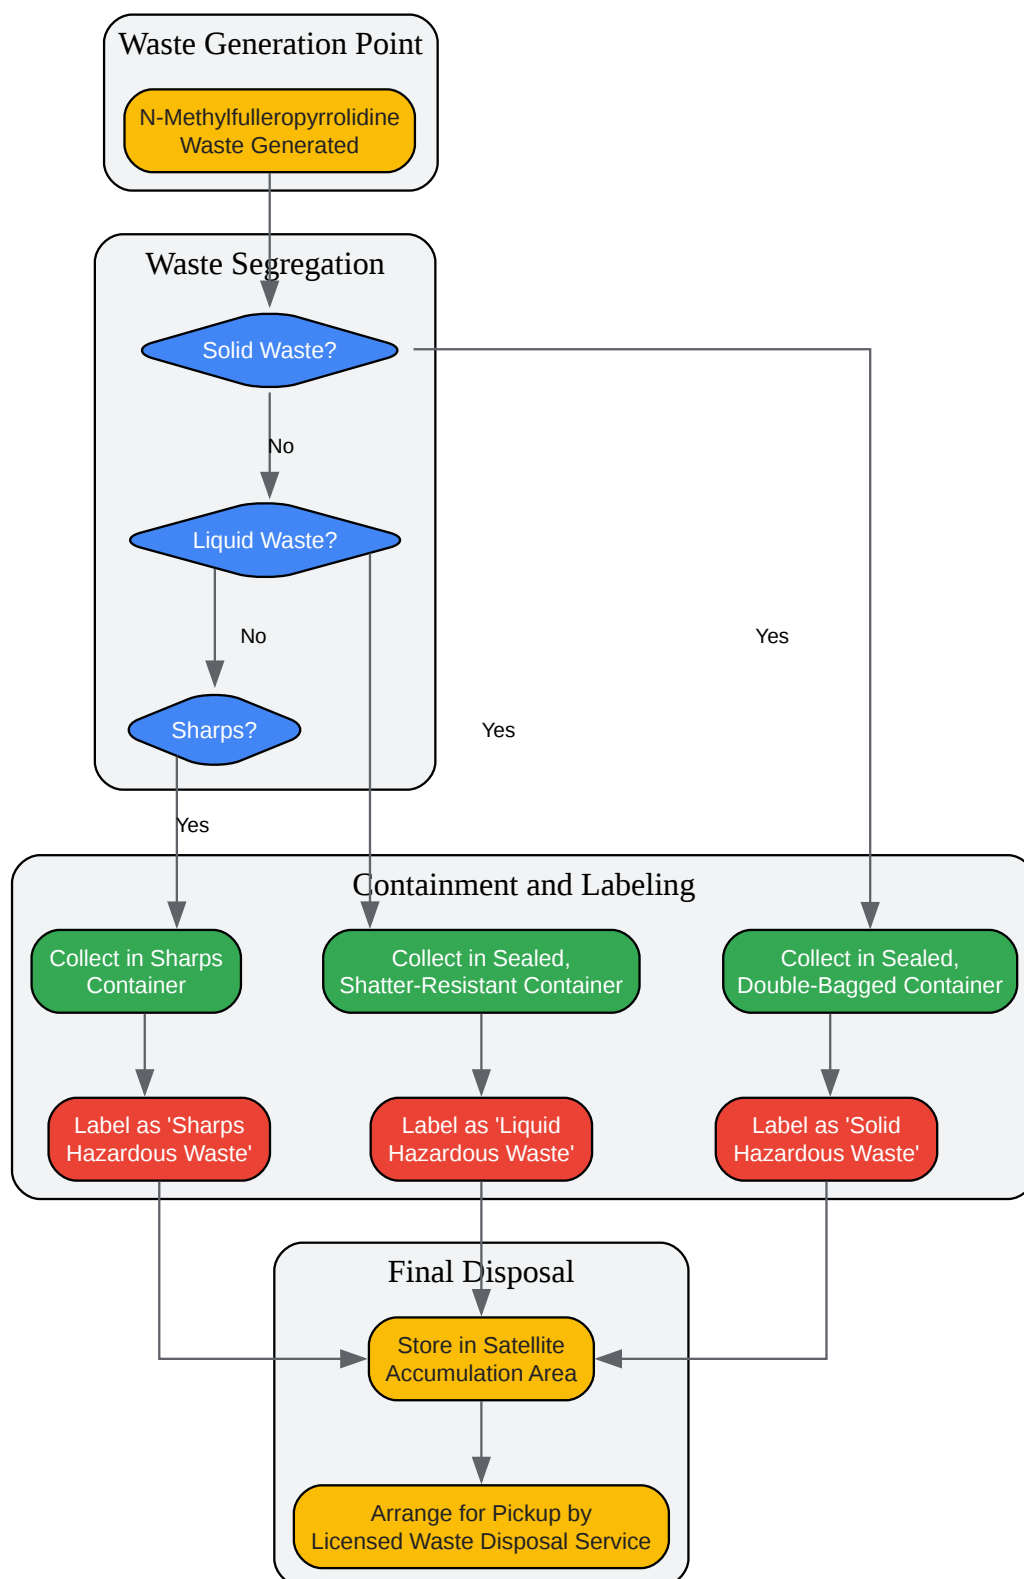 Waste Generation Point
N-Methylfulleropyrrolidine
Waste Generated
Waste Segregation
Solid Waste?
No
Liquid Waste?
No
Yes
Sharps?
Yes
Yes
Containment and Labeling
Collect in Sharps
Container
Collect in Sealed,
Shatter-Resistant Container
Collect in Sealed,
Double-Bagged Container
Label as 'Sharps
Hazardous Waste'
Label as 'Liquid
Hazardous Waste'
Label as 'Solid
Hazardous Waste'
Final Disposal
Store in Satellite
Accumulation Area
Arrange for Pickup by
Licensed Waste Disposal Service